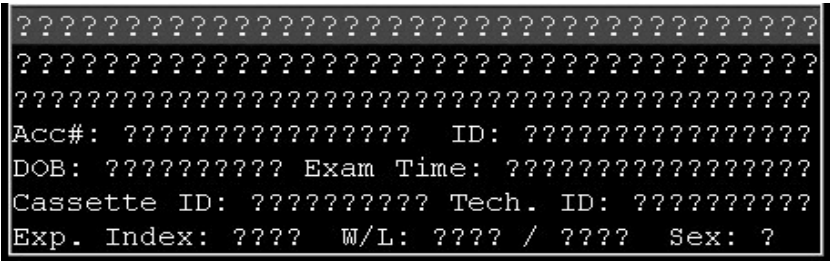 ????????????????????????????????????
????????????????????????????????????
????????????????????????????????????????????
Acc#: ???????????????? ID: ????????????????
DOB: ?????????? Exam Time: ?????????????????
Cassette ID: ?????????? Tech. ID: ??????????
Exp. Index: ???? W/L: ???? / ???? Sex: ?